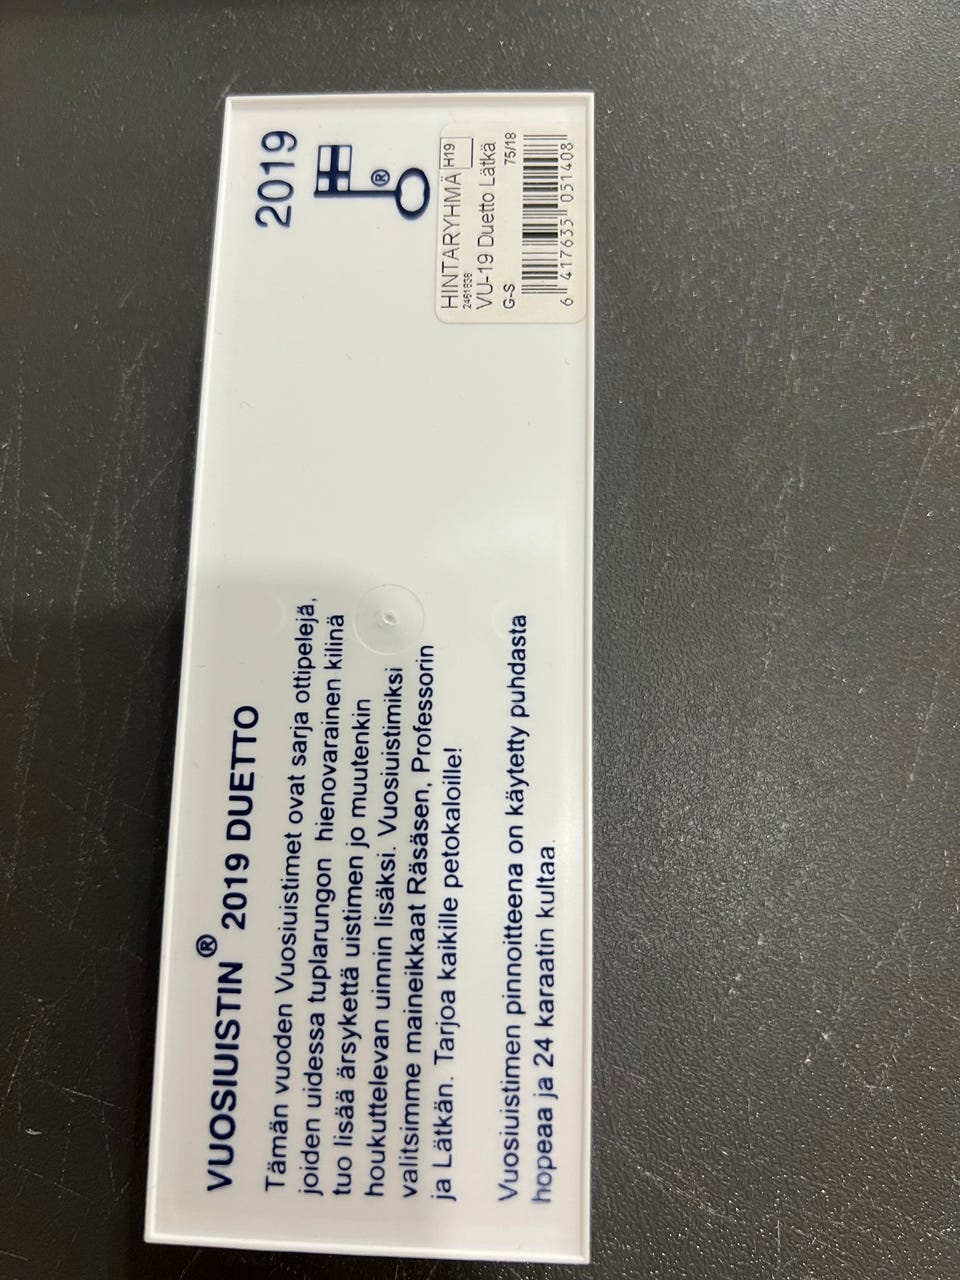 VUOSIUISTIN® 2019 DUETTO
Tämän vuoden Vuosiuistimet ovat sarja ottipelejä,
joiden uidessa tuplarungon hienovarainen kilinä
tuo lisää ärsykettä uistimen jo muutenkin
houkuttelevan uinnin lisäksi. Vuosiuistimiksi
valitsimme maineikkaat Räsäsen, Professorin
ja Lätkän. Tarjoa kaikille petokaloille!
Vuosiuistimen pinnoitteena on käytetty puhdasta
hopeaa ja 24 karaatin kultaa.
2019
®
HINTARYHMÄ H19
2461636
VU-19 Duetto Lätkä
G-S 75/18
6 417635 051408